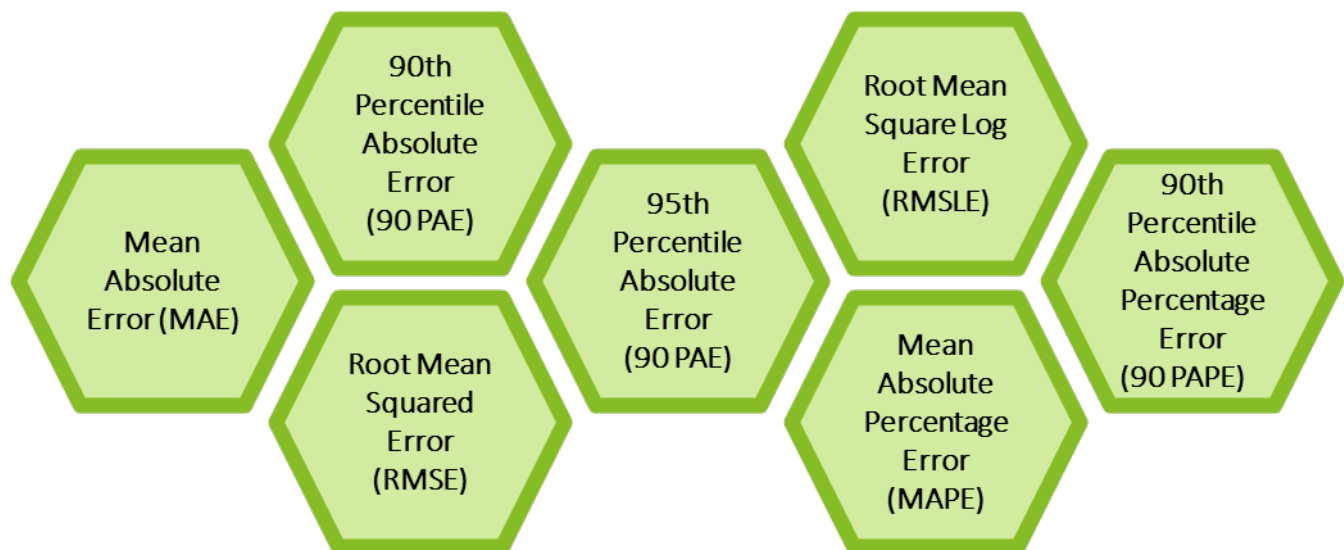 Mean
Absolute
Error (MAE)
90th
Percentile
Absolute
Error
(90 PAE)
Root Mean
Squared
Error
(RMSE)
95th
Percentile
Absolute
Error
(90 PAE)
Root Mean
Square Log
Error
(RMSLE)
Mean
Absolute
Percentage
Error
(MAPE)
90th
Percentile
Absolute
Percentage
Error
(90 PAPE)